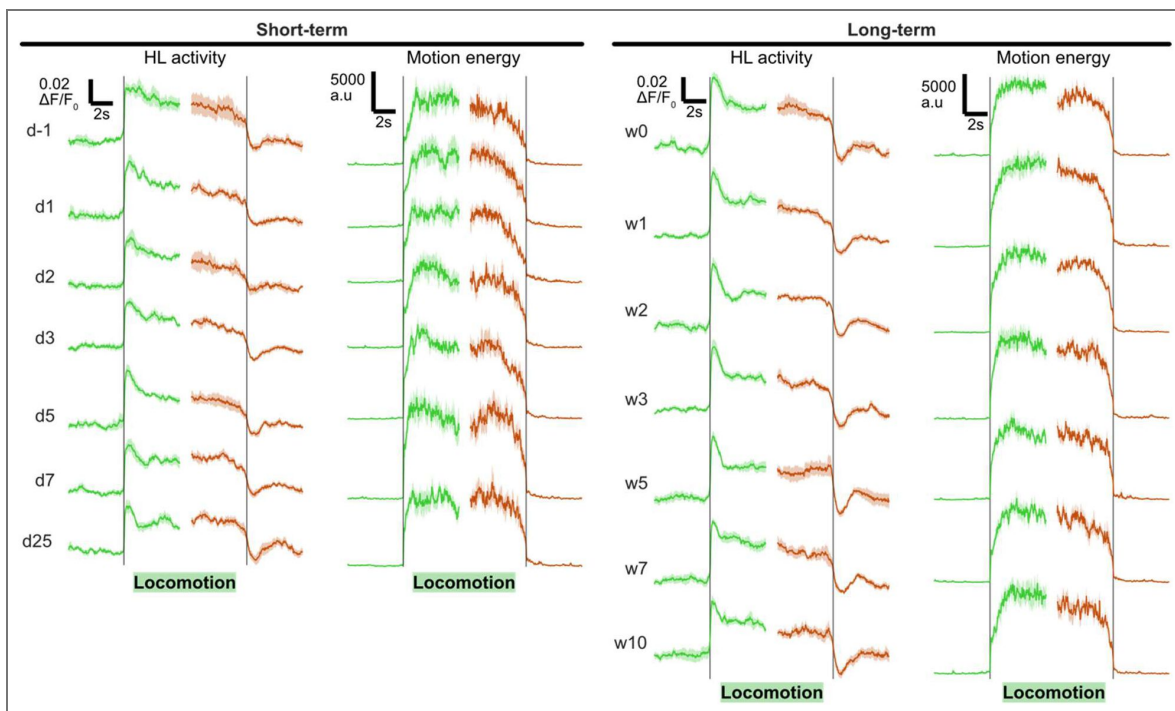 Short-term
HL activity
Motion energy
0.02
ΔF/F₀
2s
5000
a.u
2s
d-1
d1
d2
d3
d5
d7
d25
Locomotion
Locomotion
Long-term
HL activity
Motion energy
0.02
ΔF/F₀
2s
5000
a.u
2s
w0
w1
w2
w3
w5
w7
w10
Locomotion
Locomotion